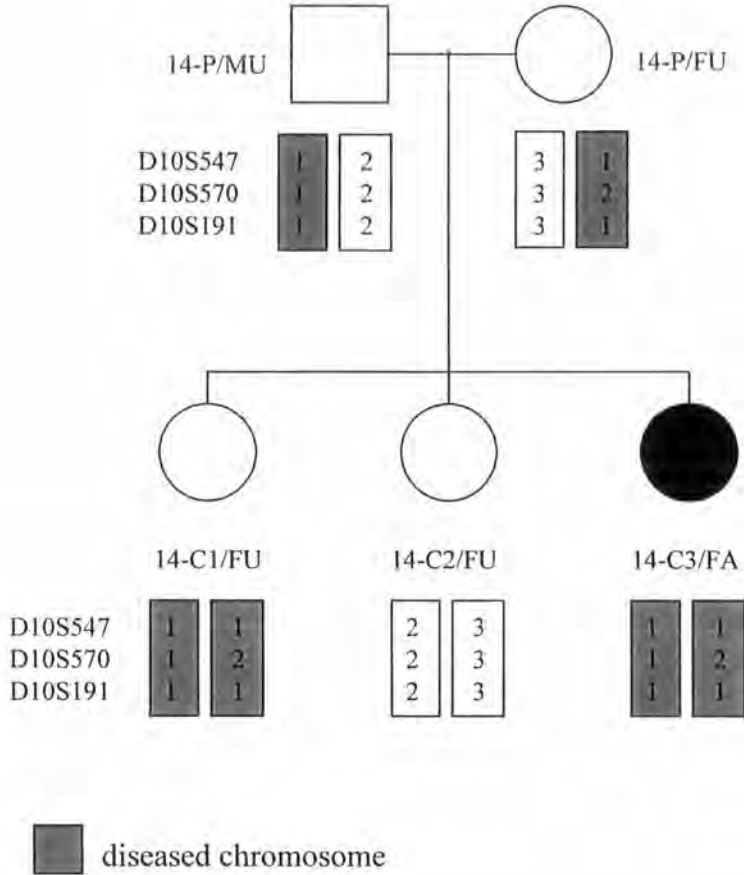 14-P/MU
14-P/FU
D10S547 1 2 3 1
D10S570 1 2 3 2
D10S191 1 2 3 1
14-C1/FU 14-C2/FU 14-C3/FA
D10S547 1 1 2 3 1 1
D10S570 1 2 2 3 1 2
D10S191 1 1 2 3 1 1
diseased chromosome